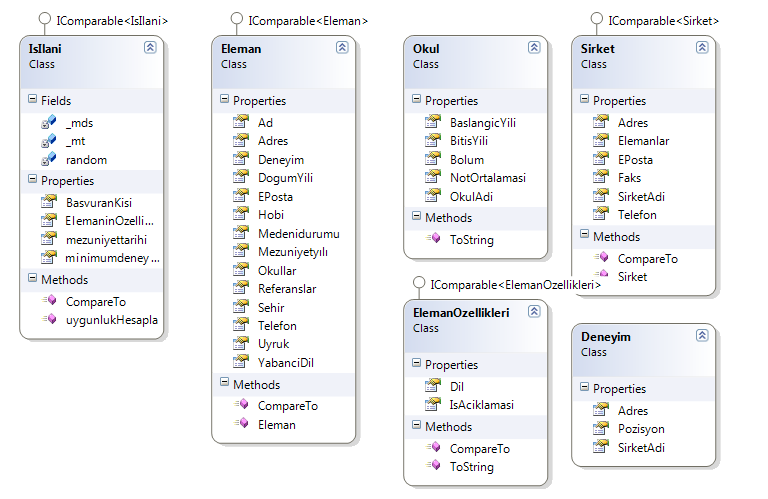 IComparable<IsIlani>
IsIlani
Class
Fields
_mds
_mt
random
Properties
BasvuranKisi
ElemaninOzelli...
mezuniyettarihi
minimumdeney...
Methods
CompareTo
uygunlukHesapla
IComparable<Eleman>
Eleman
Class
Properties
Ad
Adres
Deneyim
DogumYili
EPosta
Hobi
Medenidurumu
Mezuniyetyılı
Okullar
Referanslar
Sehir
Telefon
Uyruk
YabanciDil
Methods
CompareTo
Eleman
Okul
Class
Properties
BaslangicYili
BitisYili
Bolum
NotOrtalamasi
OkulAdi
Methods
ToString
IComparable<ElemanOzellikleri>
ElemanOzellikleri
Class
Properties
Dil
IsAciklamasi
Methods
CompareTo
ToString
IComparable<Sirket>
Sirket
Class
Properties
Adres
Elemanlar
EPosta
Faks
SirketAdi
Telefon
Methods
CompareTo
Sirket
Deneyim
Class
Properties
Adres
Pozisyon
SirketAdi